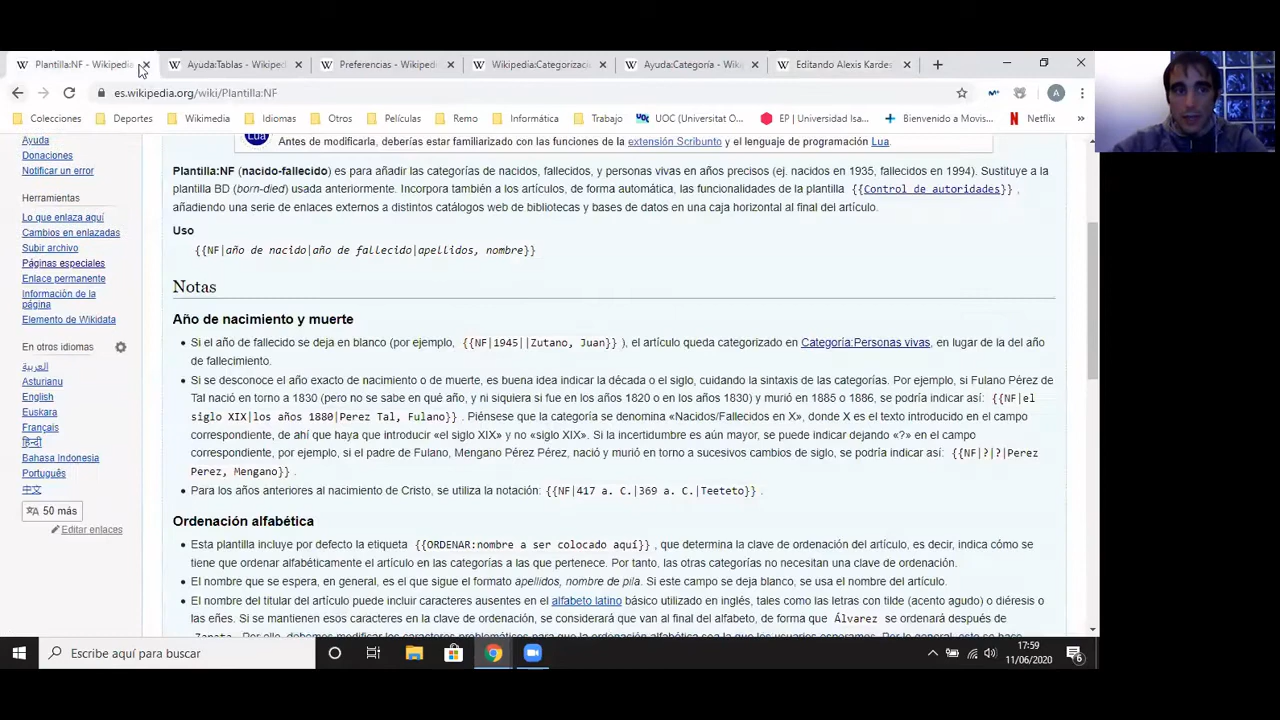 Plantilla:NF - Wikipedia
Ayuda:Tablas - Wikiped
Preferencias - Wikiped
Wikipedia:Categorizaci
Ayuda:Categoría - Wiki
Editando Alexis Kardes
es.wikipedia.org/wiki/Plantilla:NF
A
Colecciones
Deportes
Wikimedia
Idiomas
Otros
Películas
Remo
Informática
Trabajo
UOC (Universitat O...
EP | Universidad Isa...
Bienvenido a Movis...
Netflix
»
Ayuda
Donaciones
Notificar un error
Herramientas
Lo que enlaza aquí
Cambios en enlazadas
Subir archivo
Páginas especiales
Enlace permanente
Información de la
página
Elemento de Wikidata
En otros idiomas
العربية
Asturianu
English
Euskara
Français
हिन्दी
Bahasa Indonesia
Português
中文
50 más
Editar enlaces
Lua
Antes de modificarla, deberías estar familiarizado con las funciones de la extensión Scribunto y el lenguaje de programación Lua.
Plantilla:NF (nacido-fallecido) es para añadir las categorías de nacidos, fallecidos, y personas vivas en años precisos (ej. nacidos en 1935, fallecidos en 1994). Sustituye a la
plantilla BD (born-died) usada anteriormente. Incorpora también a los artículos, de forma automática, las funcionalidades de la plantilla {{Control de autoridades}} ,
añadiendo una serie de enlaces externos a distintos catálogos web de bibliotecas y bases de datos en una caja horizontal al final del artículo.
Uso
{{NF|año de nacido|año de fallecido|apellidos, nombre}}
Notas
Año de nacimiento y muerte
• Si el año de fallecido se deja en blanco (por ejemplo, {{NF|1945||Zutano, Juan}} ), el artículo queda categorizado en Categoría:Personas vivas, en lugar de la del año
de fallecimiento.
• Si se desconoce el año exacto de nacimiento o de muerte, es buena idea indicar la década o el siglo, cuidando la sintaxis de las categorías. Por ejemplo, si Fulano Pérez de
Tal nació en torno a 1830 (pero no se sabe en qué año, y ni siquiera si fue en los años 1820 o en los años 1830) y murió en 1885 o 1886, se podría indicar así: {{NF|el
siglo XIX|los años 1880|Perez Tal, Fulano}} . Piénsese que la categoría se denomina «Nacidos/Fallecidos en X», donde X es el texto introducido en el campo
correspondiente, de ahí que haya que introducir «el siglo XIX» y no «siglo XIX». Si la incertidumbre es aún mayor, se puede indicar dejando «?» en el campo
correspondiente, por ejemplo, si el padre de Fulano, Mengano Pérez Pérez, nació y murió en torno a sucesivos cambios de siglo, se podría indicar así: {{NF|?|?|Perez
Perez, Mengano}} .
• Para los años anteriores al nacimiento de Cristo, se utiliza la notación: {{NF|417 a. C.|369 a. C.|Teeteto}} .
Ordenación alfabética
• Esta plantilla incluye por defecto la etiqueta {{ORDENAR:nombre a ser colocado aquí}} , que determina la clave de ordenación del artículo, es decir, indica cómo se
tiene que ordenar alfabéticamente el artículo en las categorías a las que pertenece. Por tanto, las otras categorías no necesitan una clave de ordenación.
• El nombre que se espera, en general, es el que sigue el formato apellidos, nombre de pila. Si este campo se deja blanco, se usa el nombre del artículo.
• El nombre del titular del artículo puede incluir caracteres ausentes en el alfabeto latino básico utilizado en inglés, tales como las letras con tilde (acento agudo) o diéresis o
las eñes. Si se mantienen esos caracteres en la clave de ordenación, se considerará que van al final del alfabeto, de forma que Álvarez se ordenará después de
Escribe aquí para buscar
17:59
11/06/2020
6